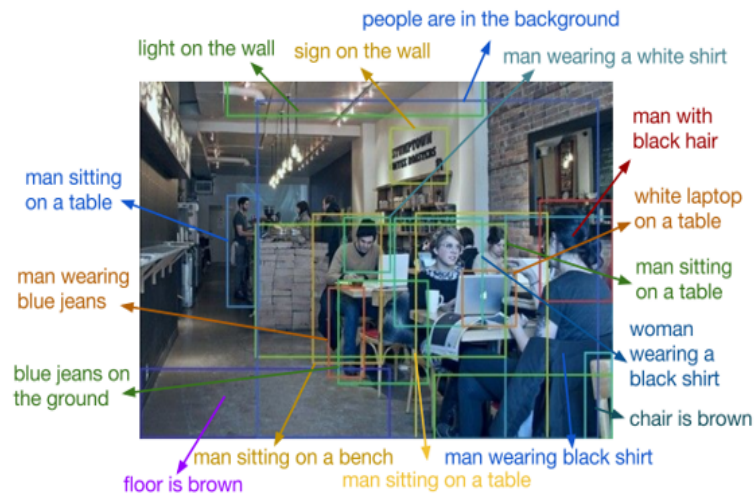 people are in the background
light on the wall
sign on the wall
man wearing a white shirt
man with
black hair
man sitting
on a table
white laptop
on a table
man wearing
blue jeans
man sitting
on a table
woman
wearing a
black shirt
blue jeans on
the ground
chair is brown
man sitting on a bench
man wearing black shirt
floor is brown
man sitting on a table